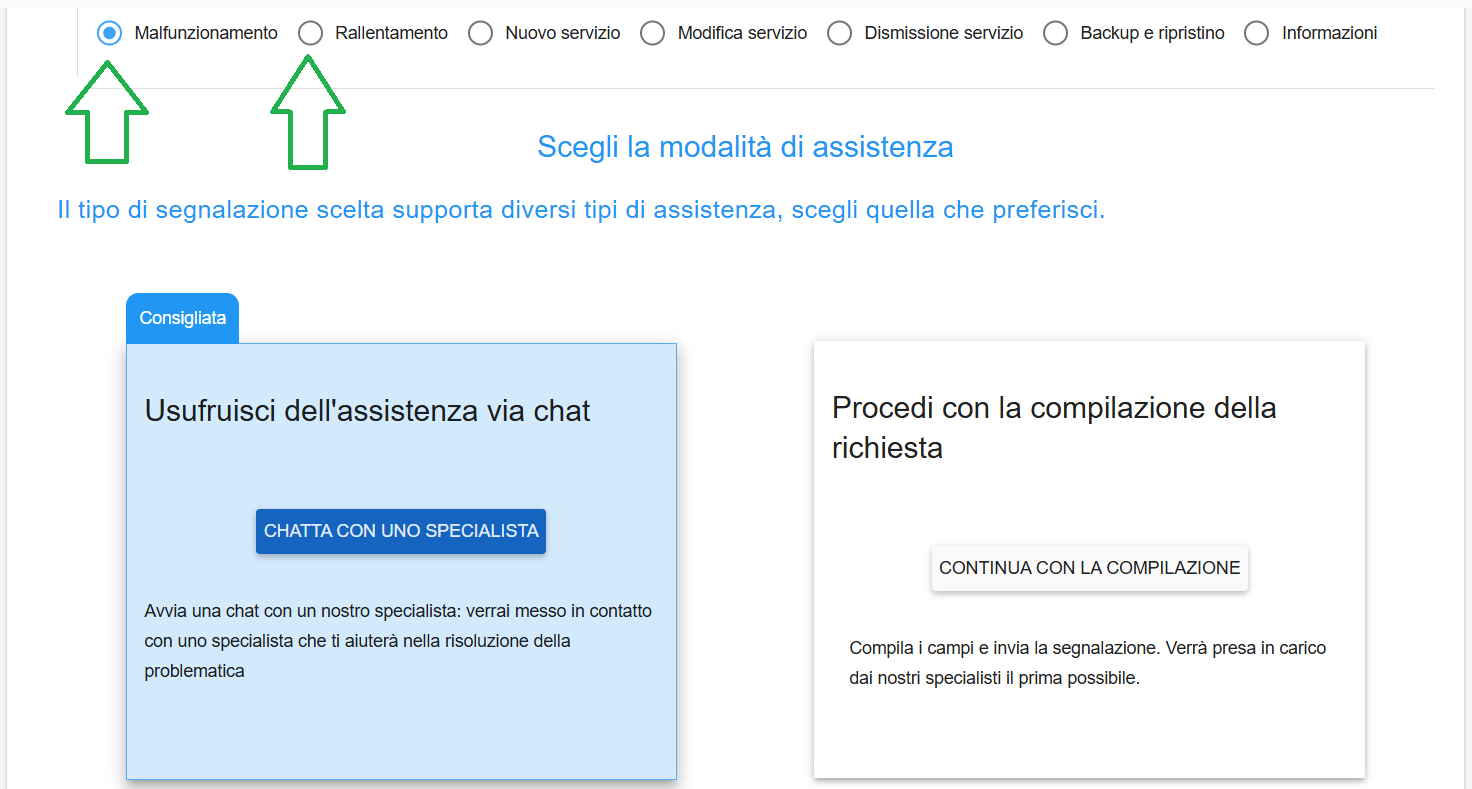 Malfunzionamento Rallentamento Nuovo servizio Modifica servizio Dismissione servizio Backup e ripristino Informazioni
Scegli la modalità di assistenza
Il tipo di segnalazione scelta supporta diversi tipi di assistenza, scegli quella che preferisci.
Consigliata
Usufruisci dell'assistenza via chat
CHATTA CON UNO SPECIALISTA
Avvia una chat con un nostro specialista: verrai messo in contatto
con uno specialista che ti aiuterà nella risoluzione della
problematica
Procedi con la compilazione della
richiesta
CONTINUA CON LA COMPILAZIONE
Compila i campi e invia la segnalazione. Verrà presa in carico
dai nostri specialisti il prima possibile.